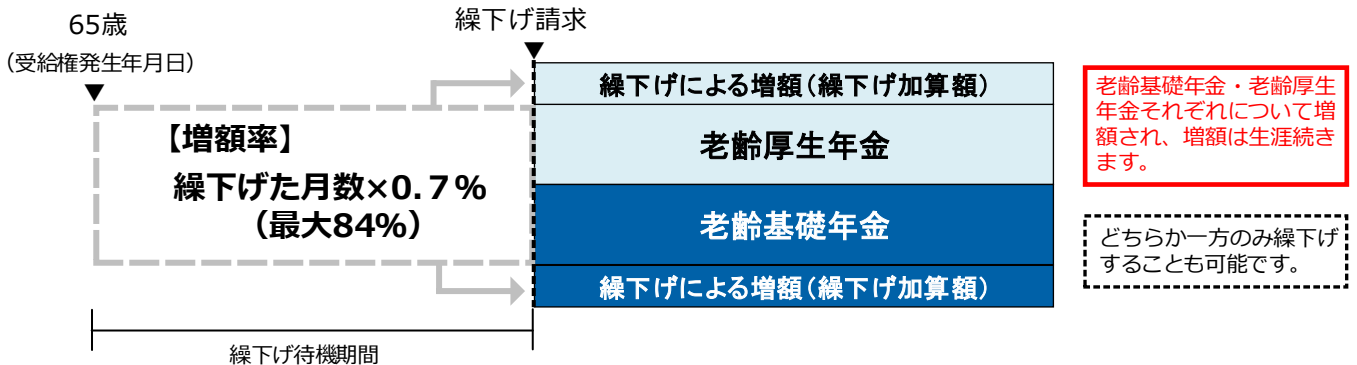 65歳
（受給権発生年月日）
▼
繰下げ請求
▼
【増額率】
繰下げた月数×0.7％
（最大84%）
繰下げによる増額（繰下げ加算額）
老齢厚生年金
老齢基礎年金
繰下げによる増額（繰下げ加算額）
繰下げ待機期間
老齢基礎年金・老齢厚生
年金それぞれについて増
額され、増額は生涯続き
ます。
どちらか一方のみ繰下げ
することも可能です。